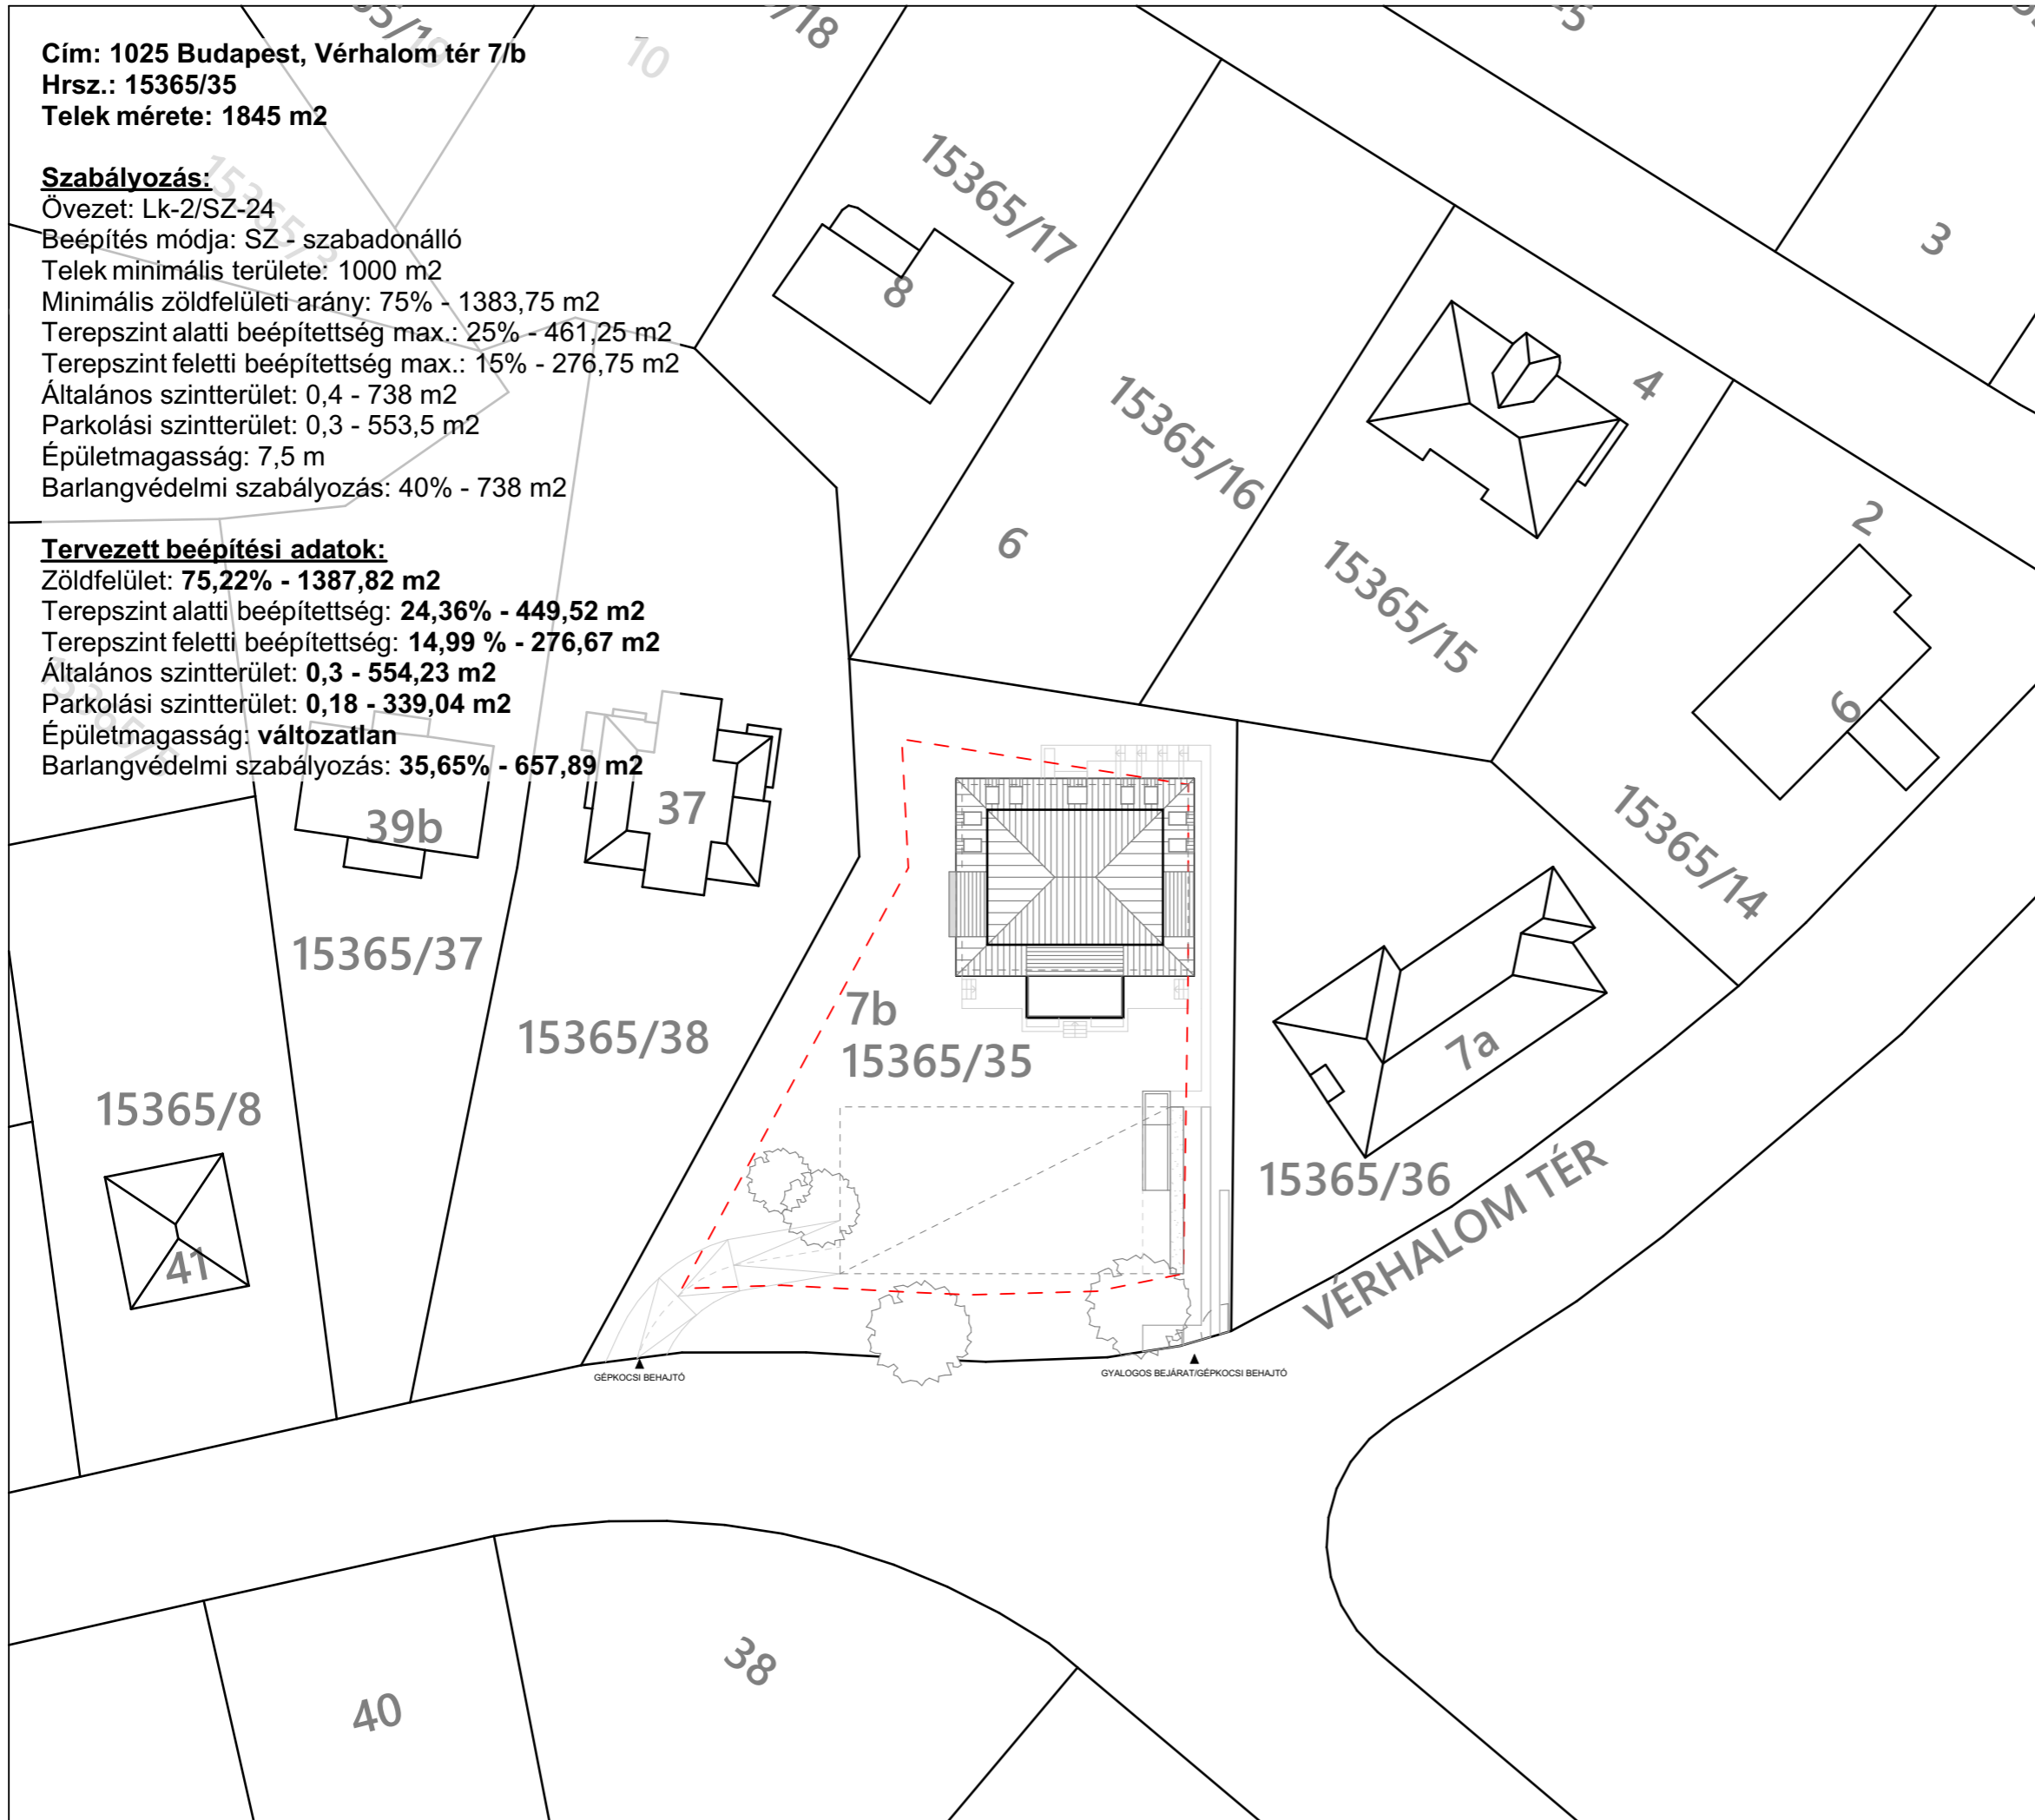 Cím: 1025 Budapest, Vérhalom tér 7/b
Hrsz.: 15365/35
Telek mérete: 1845 m2
Szabályozás:
Övezet: Lk-2/SZ-24
Beépítés módja: SZ - szabadonálló
Telek minimális területe: 1000 m2
Minimális zöldfelületi arány: 75% - 1383,75 m2
Terepszint alatti beépítettség max.: 25% - 461,25 m2
Terepszint feletti beépítettség max.: 15% - 276,75 m2
Általános szintterület: 0,4 - 738 m2
Parkolási szintterület: 0,3 - 553,5 m2
Épületmagasság: 7,5 m
Barlangvédelmi szabályozás: 40% - 738 m2
Tervezett beépítési adatok:
Zöldfelület: 75,22% - 1387,82 m2
Terepszint alatti beépítettség: 24,36% - 449,52 m2
Terepszint feletti beépítettség: 14,99 % - 276,67 m2
Általános szintterület: 0,3 - 554,23 m2
Parkolási szintterület: 0,18 - 339,04 m2
Épületmagasság: változatlan
Barlangvédelmi szabályozás: 35,65% - 657,89 m2
10
/18
15365/17
8
3
4
15365/16
6
2
15365/15
6
15365/14
39b
37
15365/37
15365/38
7b
15365/35
7a
15365/8
15365/36
41
VÉRHALOM TÉR
GÉPKOCSI BEHAJTÓ
GYALOGOS BEJÁRAT/GÉPKOCSI BEHAJTÓ
38
40